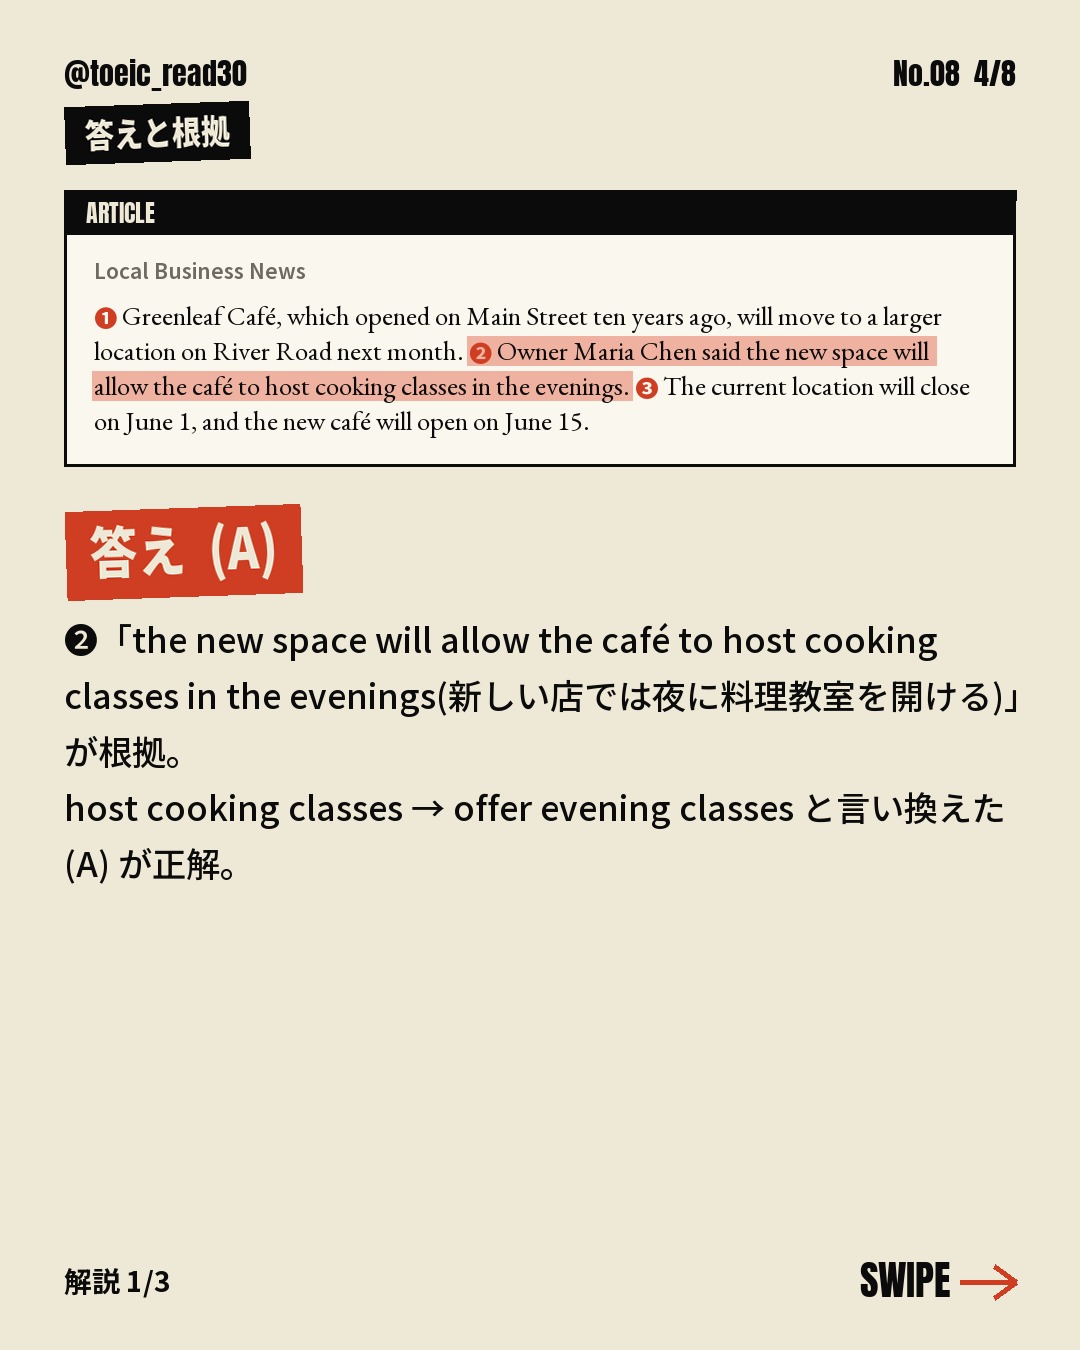 @toeic_read30
No.08 4/8
答えと根拠
ARTICLE
Local Business News
❶ Greenleaf Café, which opened on Main Street ten years ago, will move to a larger
location on River Road next month. ❷ Owner Maria Chen said the new space will
allow the café to host cooking classes in the evenings. ❸ The current location will close
on June 1, and the new café will open on June 15.
答え (A)
❷「the new space will allow the café to host cooking
classes in the evenings(新しい店では夜に料理教室を開ける)」
が根拠。
host cooking classes → offer evening classes と言い換えた
(A) が正解。
解説 1/3
SWIPE →